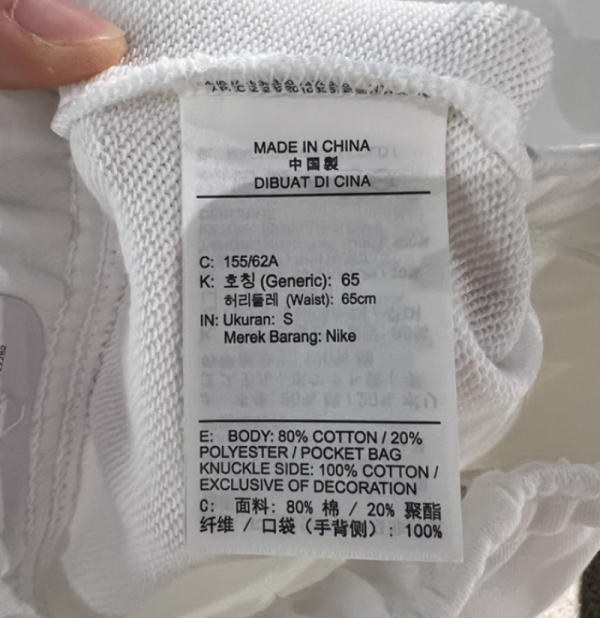 MADE IN CHINA
中国製
DIBUAT DI CINA
C: 155/62A
K: 호칭 (Generic): 65
허리둘레 (Waist): 65cm
IN: Ukuran: S
Merek Barang: Nike
E: BODY: 80% COTTON / 20%
POLYESTER / POCKET BAG
KNUCKLE SIDE: 100% COTTON /
EXCLUSIVE OF DECORATION
C: 面料: 80% 棉 / 20% 聚酯
纤维 / 口袋（手背侧）: 100%